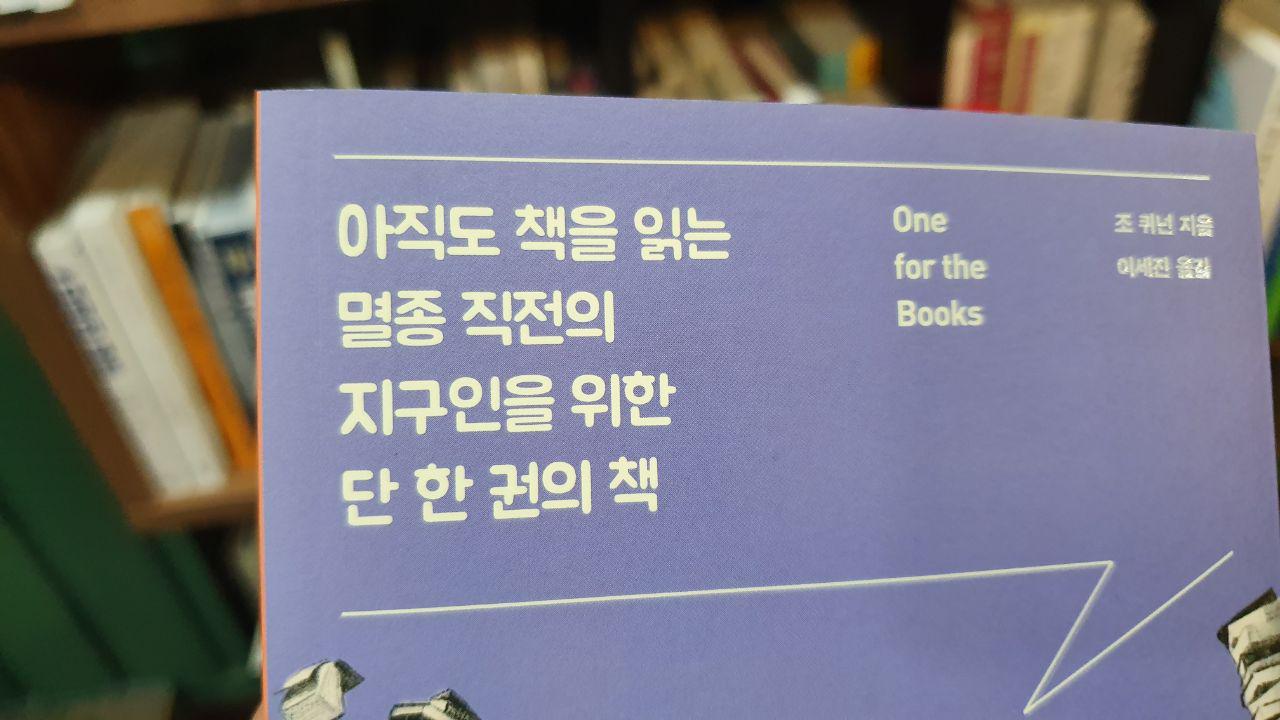 아직도 책을 읽는
멸종 직전의
지구인을 위한
단 한 권의 책
One
for the
Books
조 퀴넌 지음
이세진 옮김